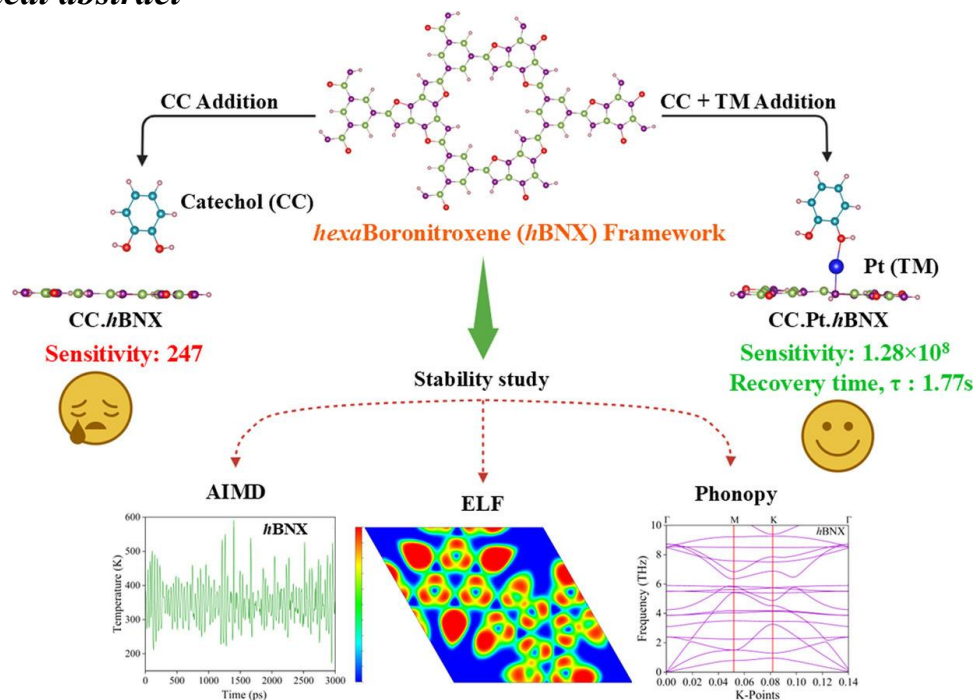 CC Addition
CC + TM Addition
Catechol (CC)
hexaBoronitroxene (hBNX) Framework
Pt (TM)
CC.hBNX
CC.Pt.hBNX
Sensitivity: 247
Sensitivity: 1.28×10⁸
Recovery time, τ : 1.77s
Stability study
AIMD
ELF
Phonopy
hBNX
600
500
400
300
200
Temperature (K)
0 500 1000 1500 2000 2500 3000
Time (ps)
Γ M K Γ
hBNX
10
8
6
4
2
0
Frequency (THz)
0.00 0.02 0.04 0.06 0.08 0.10 0.12 0.14
K-Points